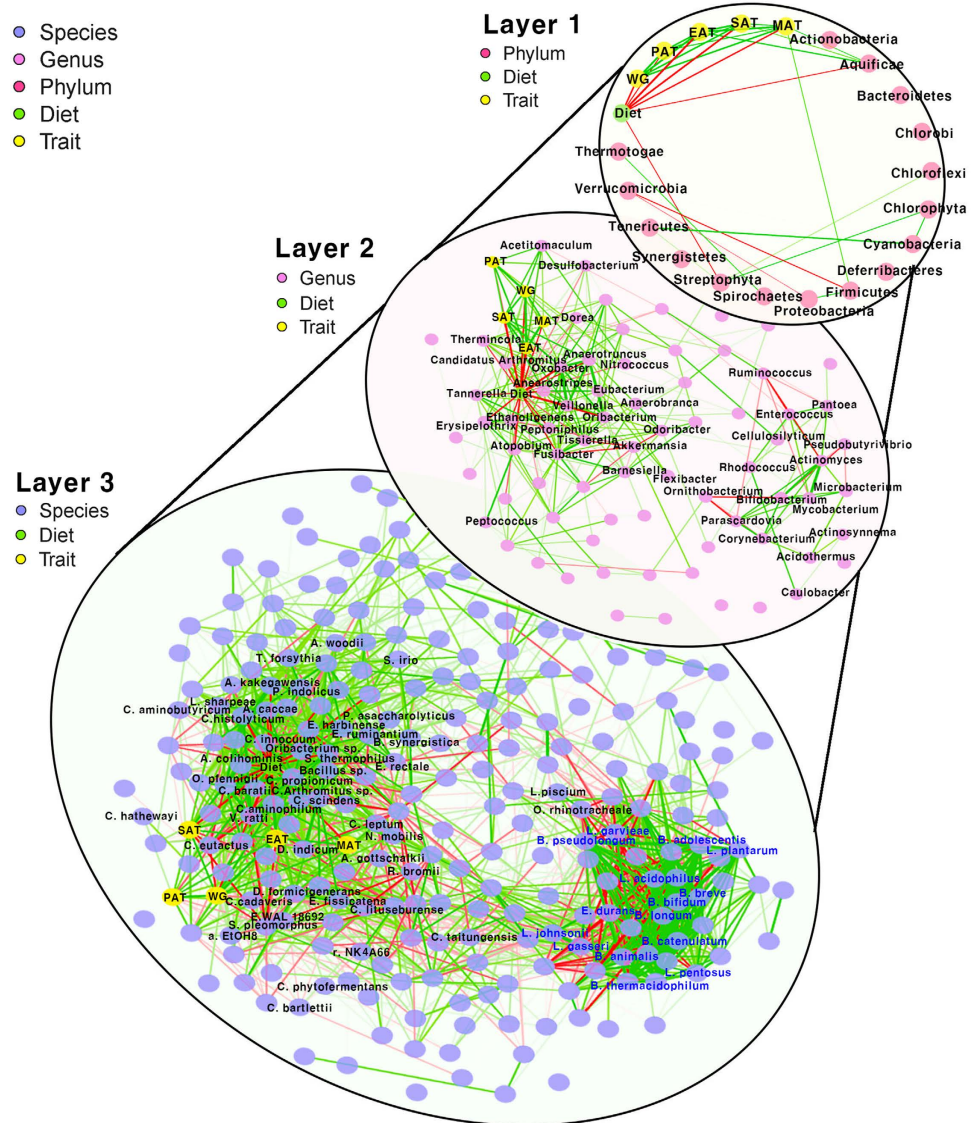 Species
Genus
Phylum
Diet
Trait
Layer 1
Phylum
Diet
Trait
SAT
MAT
EAT
PAT
WG
Diet
Actionobacteria
Aquificae
Bacteroidetes
Chlorobi
Chloroflexi
Chlorophyta
Cyanobacteria
Deferribacteres
Firmicutes
Proteobacteria
Spirochaetes
Streptophyta
Synergistetes
Tenericutes
Verrucomicrobia
Thermotogae
Layer 2
Genus
Diet
Trait
Acetitomaculum
PAT
Desulfobacterium
WG
SAT
MAT
Dorea
Thermincola
EAT
Anaerotruncus
Candidatus Arthromitus
Oxobacter
Nitrococcus
Anearostripes
Tannerella
Diet
Eubacterium
Veillonella
Anaerobranca
Ethanoligenens
Oribacterium
Erysipelothrix
Peptoniphilus
Odoribacter
Tissierella
Atopobium
Akkermansia
Fusibacter
Barnesiella
Flexibacter
Peptococcus
Ruminococcus
Pantoea
Enterococcus
Cellulosilyticum
Pseudobutyrivibrio
Actinomyces
Rhodococcus
Ornithobacterium
Microbacterium
Bifidobacterium
Mycobacterium
Parascardovia
Corynebacterium
Actinosynnema
Acidothermus
Caulobacter
Layer 3
Species
Diet
Trait
A. woodii
T. forsythia
S. irio
A. kakegawensis
P. indolicus
L. sharpeae
C. aminobutyricum
A. caccae
C.histolyticum
P. asaccharolyticus
E. harbinense
E. ruminantium
C. innocuum
B. synergistica
Oribacterium sp.
A. colihominis
S. thermophilus
Diet
Bacillus sp.
E. rectale
O. pfennigii
C. propionicum
C. baratii
C.Arthromitus sp.
C. scindens
C.aminophilum
C. hathewayi
V. ratti
SAT
C. leptum
N. mobilis
EAT
C. eutactus
D. indicum
MAT
A. gottschalkii
R. bromii
PAT
WG
D. formicigenerans
C.cadaveris
E. fissicatena
E.WAL 18692
C. lituseburense
S. pleomorphus
a. EtOH8
C. taitungensis
r. NK4A66
C. phytofermentans
C. bartlettii
L.piscium
O. rhinotracheale
L. garvieae
B. pseudolongum
B. adolescentis
L. plantarum
L. acidophilus
B. breve
B. bifidum
E. durans
B. longum
L. johnsonii
B. catenulatum
L. gasseri
B. animalis
L. pentosus
B. thermacidophilum